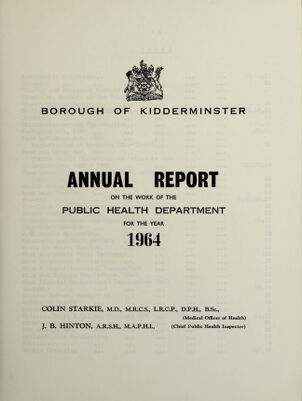 BOROUGH OF KIDDERMINSTER
ANNUAL REPORT
ON THE WORK OF THE
PUBLIC HEALTH DEPARTMENT
FOR THE YEAR
1964
COLIN STARKIE, M.D., M.R.C.S., L.R.C.P., D.P.H., B.Sc.,
(Medical Officer of Health)
J. B. HINTON, A.R.S.H., M.A.P.H.I., (Chief Public Health Inspector)